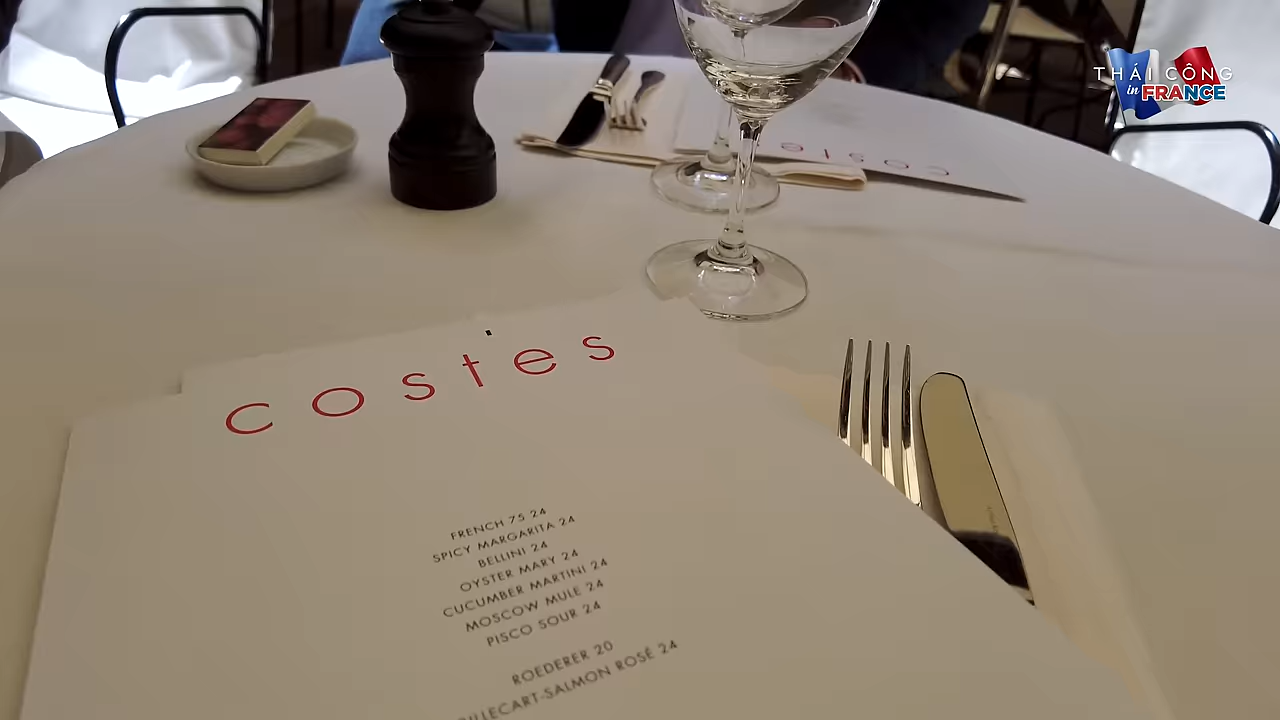 THÁI CÔNG
in FRANCE
costes
costes
FRENCH 75 24
SPICY MARGARITA 24
BELLINI 24
OYSTER MARY 24
CUCUMBER MARTINI 24
MOSCOW MULE 24
PISCO SOUR 24
ROEDERER 20
BILLECART-SALMON ROSÉ 24